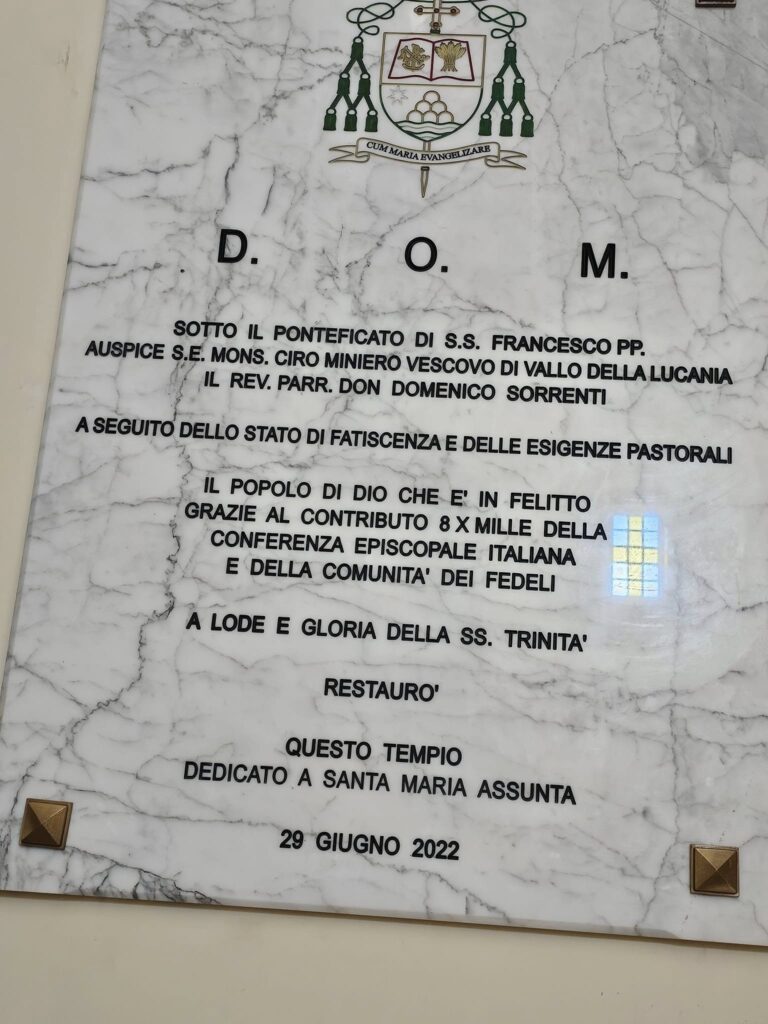 CUM MARIA EVANGELIZARE
D. O. M.
SOTTO IL PONTEFICATO DI S.S. FRANCESCO PP.
AUSPICE S.E. MONS. CIRO MINIERO VESCOVO DI VALLO DELLA LUCANIA
IL REV. PARR. DON DOMENICO SORRENTI
A SEGUITO DELLO STATO DI FATISCENZA E DELLE ESIGENZE PASTORALI
IL POPOLO DI DIO CHE E' IN FELITTO
GRAZIE AL CONTRIBUTO 8 X MILLE DELLA
CONFERENZA EPISCOPALE ITALIANA
E DELLA COMUNITA' DEI FEDELI
A LODE E GLORIA DELLA SS. TRINITA'
RESTAURO'
QUESTO TEMPIO
DEDICATO A SANTA MARIA ASSUNTA
29 GIUGNO 2022